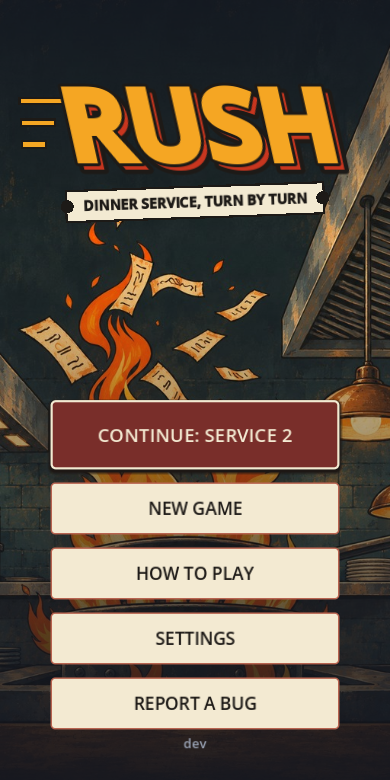 RUSH
DINNER SERVICE, TURN BY TURN
CONTINUE: SERVICE 2
NEW GAME
HOW TO PLAY
SETTINGS
REPORT A BUG
dev